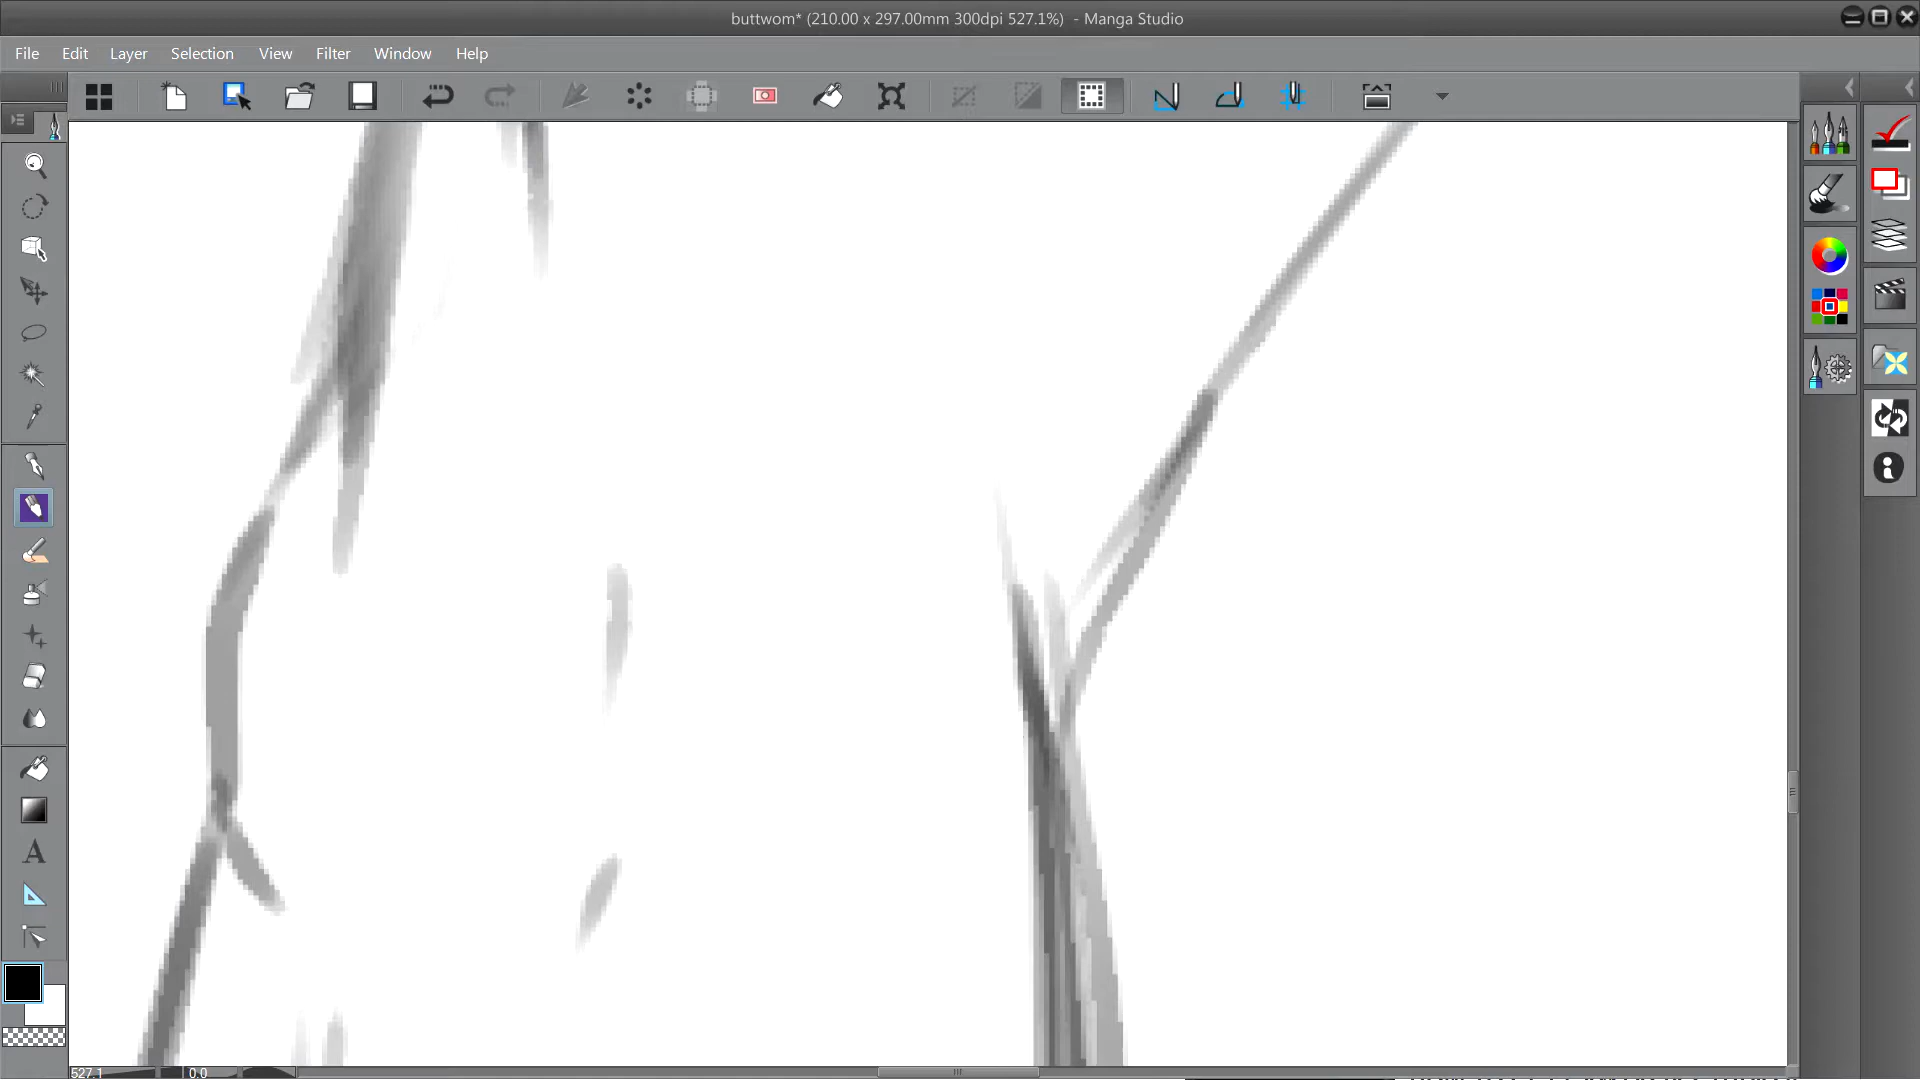 buttwom* (210.00 x 297.00mm 300dpi 527.1%) - Manga Studio
File Edit Layer Selection View Filter Window Help
A
527.1 0.0